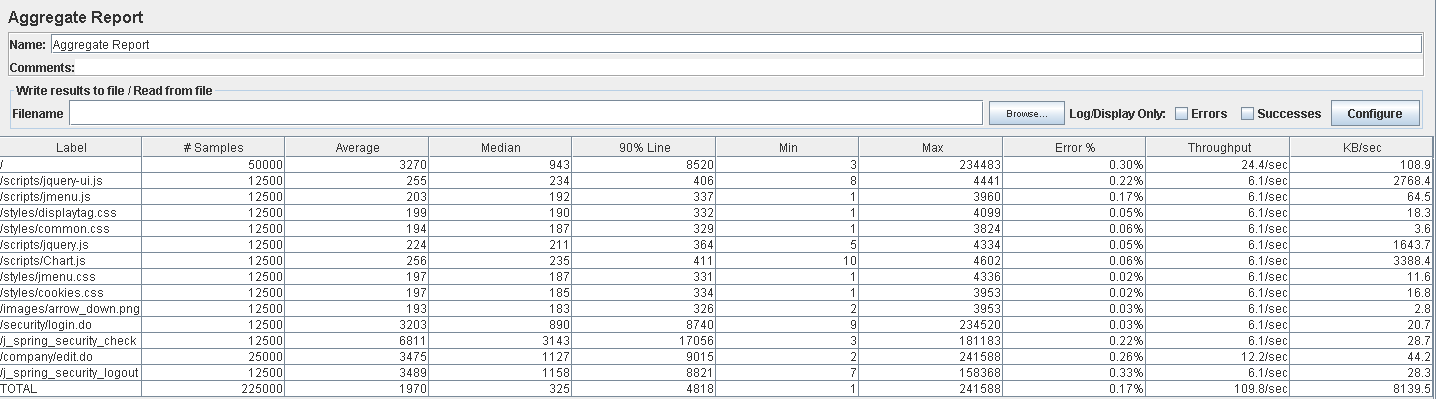 Aggregate Report
Name: Aggregate Report
Comments:
Write results to file / Read from file
Filename Browse... Log/Display Only: Errors Successes Configure
Label # Samples Average Median 90% Line Min Max Error % Throughput KB/sec
/ 50000 3270 943 8520 3 234483 0.30% 24.4/sec 108.9
/scripts/jquery-ui.js 12500 255 234 406 8 4441 0.22% 6.1/sec 2768.4
/scripts/jmenu.js 12500 203 192 337 1 3960 0.17% 6.1/sec 64.5
/styles/displaytag.css 12500 199 190 332 1 4099 0.05% 6.1/sec 18.3
/styles/common.css 12500 194 187 329 1 3824 0.06% 6.1/sec 3.6
/scripts/jquery.js 12500 224 211 364 5 4334 0.05% 6.1/sec 1643.7
/scripts/Chart.js 12500 256 235 411 10 4602 0.06% 6.1/sec 3388.4
/styles/jmenu.css 12500 197 187 331 1 4336 0.02% 6.1/sec 11.6
/styles/cookies.css 12500 197 185 334 1 3953 0.02% 6.1/sec 16.8
/images/arrow_down.png 12500 193 183 326 2 3953 0.03% 6.1/sec 2.8
/security/login.do 12500 3203 890 8740 9 234520 0.03% 6.1/sec 20.7
/j_spring_security_check 12500 6811 3143 17056 3 181183 0.22% 6.1/sec 28.7
/company/edit.do 25000 3475 1127 9015 2 241588 0.26% 12.2/sec 44.2
/j_spring_security_logout 12500 3489 1158 8821 7 158368 0.33% 6.1/sec 28.3
TOTAL 225000 1970 325 4818 1 241588 0.17% 109.8/sec 8139.5